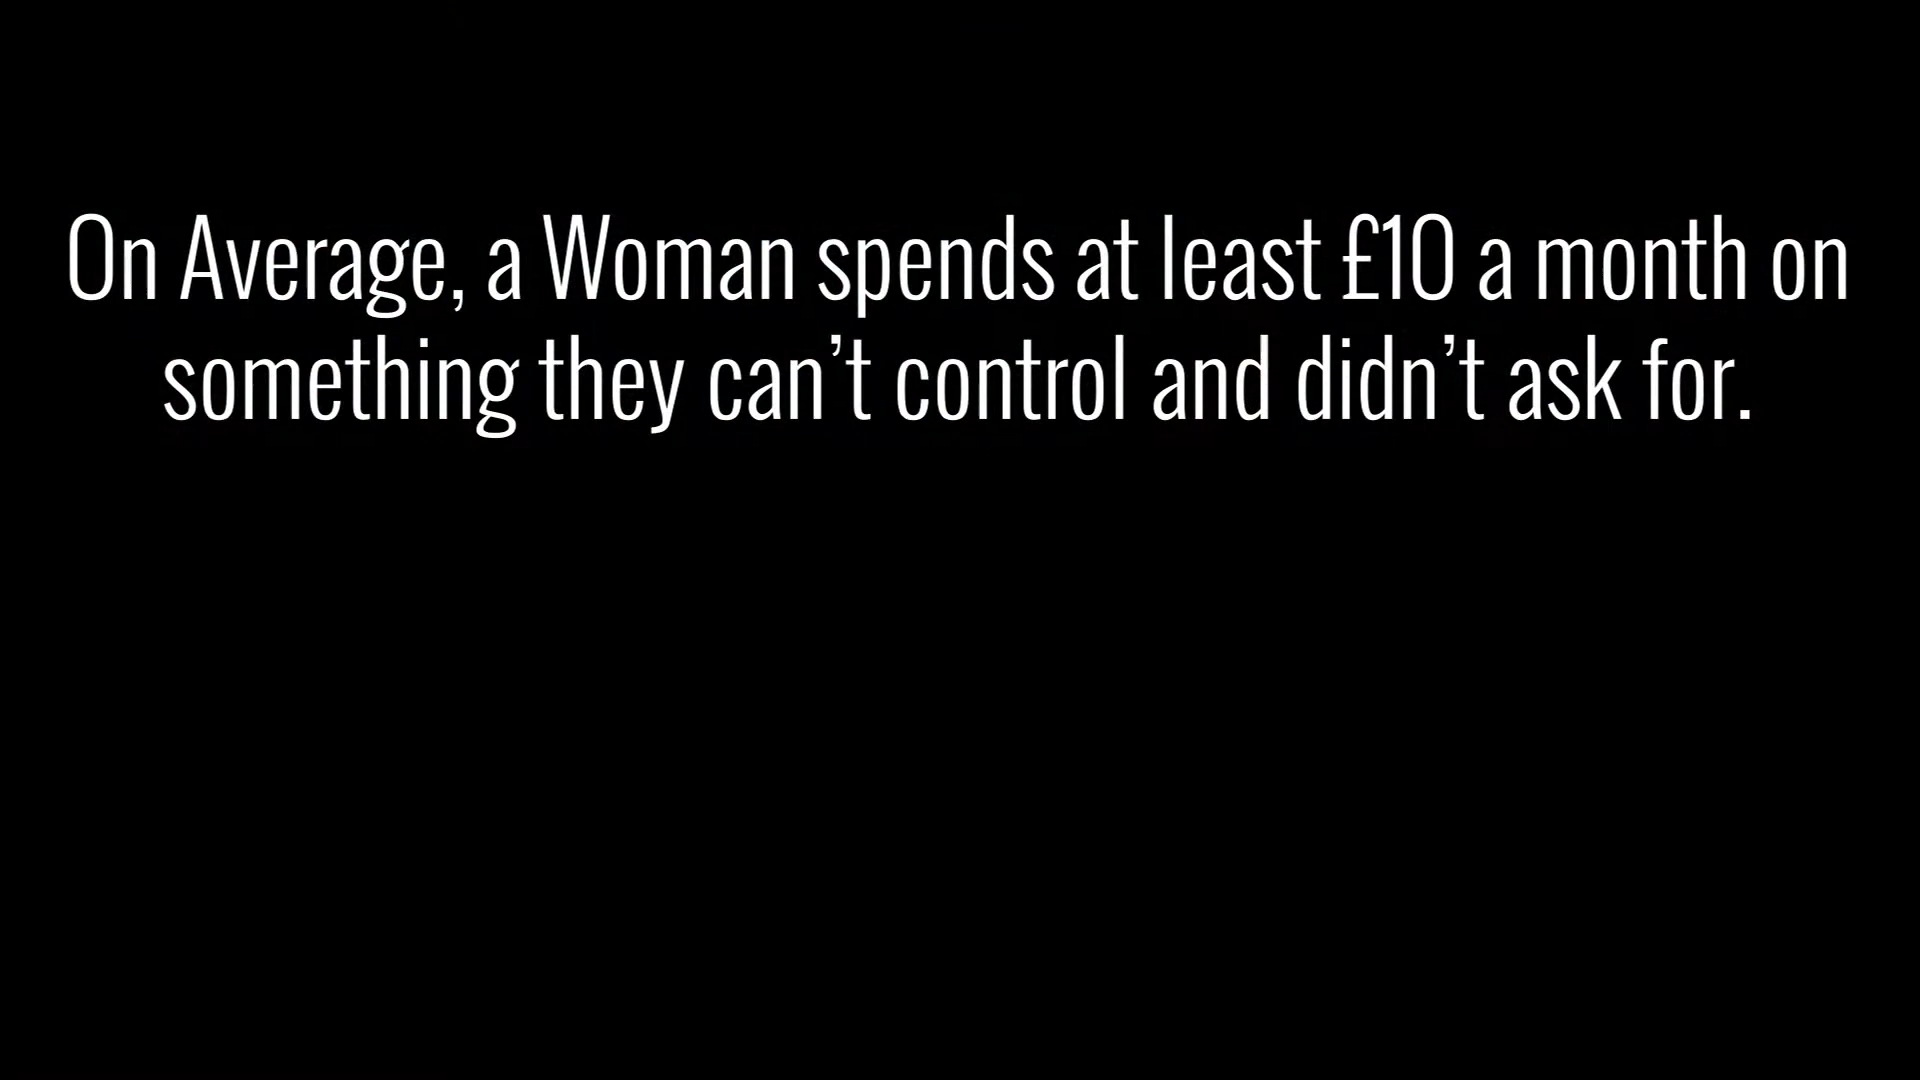 On Average, a Woman spends at least £10 a month on
something they can’t control and didn’t ask for.